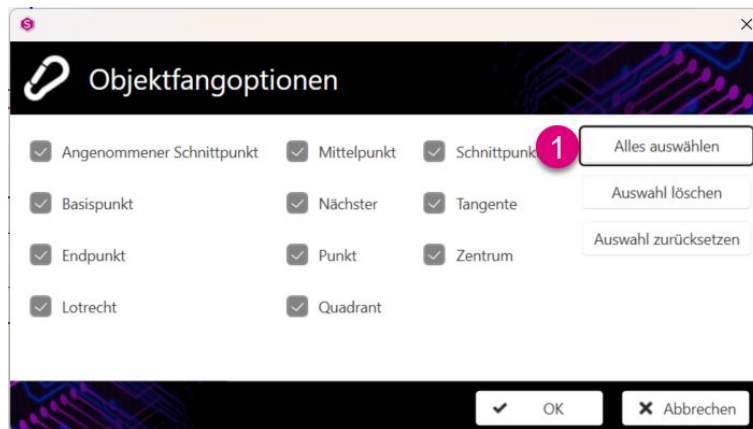 Objektfangoptionen
Angenommener Schnittpunkt
Mittelpunkt
Schnittpunk
1
Alles auswählen
Basispunkt
Nächster
Tangente
Auswahl löschen
Endpunkt
Punkt
Zentrum
Auswahl zurücksetzen
Lotrecht
Quadrant
OK
Abbrechen